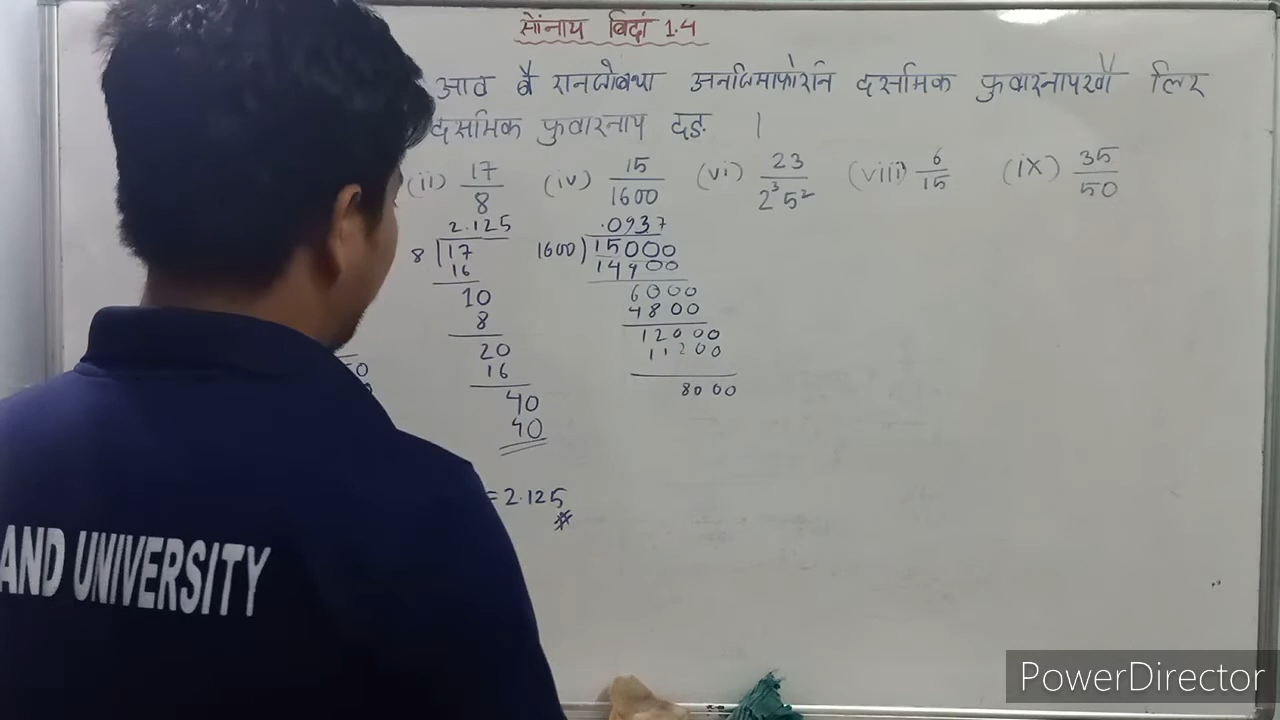 सोंनाय बिदां 1.4
आव बै रानजोबथा अनजिमाफोरनि दसमिक फुवारनायखौ लिर
दसमिक फुवारनाय दङ ।
(ii) 17/8 (iv) 15/1600 (vi) 23/2³5² (viii) 6/15 (ix) 35/50
2.125 .0937
8 17 1600 15000
16 14400
10 6000
8 4800
20 12000
16 11200
40 8000
40
= 2.125
AND UNIVERSITY
PowerDirector